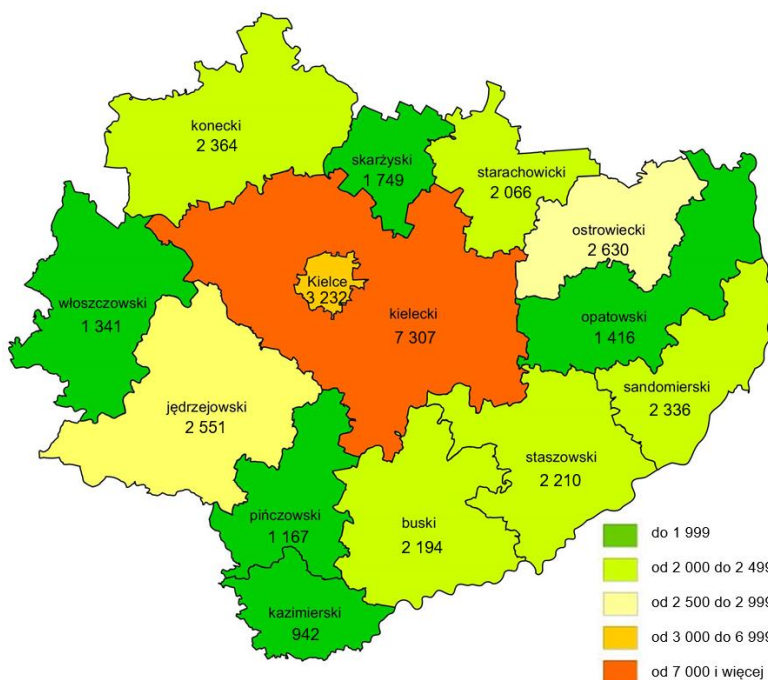 konecki
2 364
skarżyski
1 749
starachowicki
2 066
ostrowiecki
2 630
Kielce
3 232
włoszczowski
1 341
kielecki
7 307
opatowski
1 416
sandomierski
2 336
jędrzejowski
2 551
staszowski
2 210
pińczowski
1 167
buski
2 194
kazimierski
942
do 1 999
od 2 000 do 2 499
od 2 500 do 2 999
od 3 000 do 6 999
od 7 000 i więcej